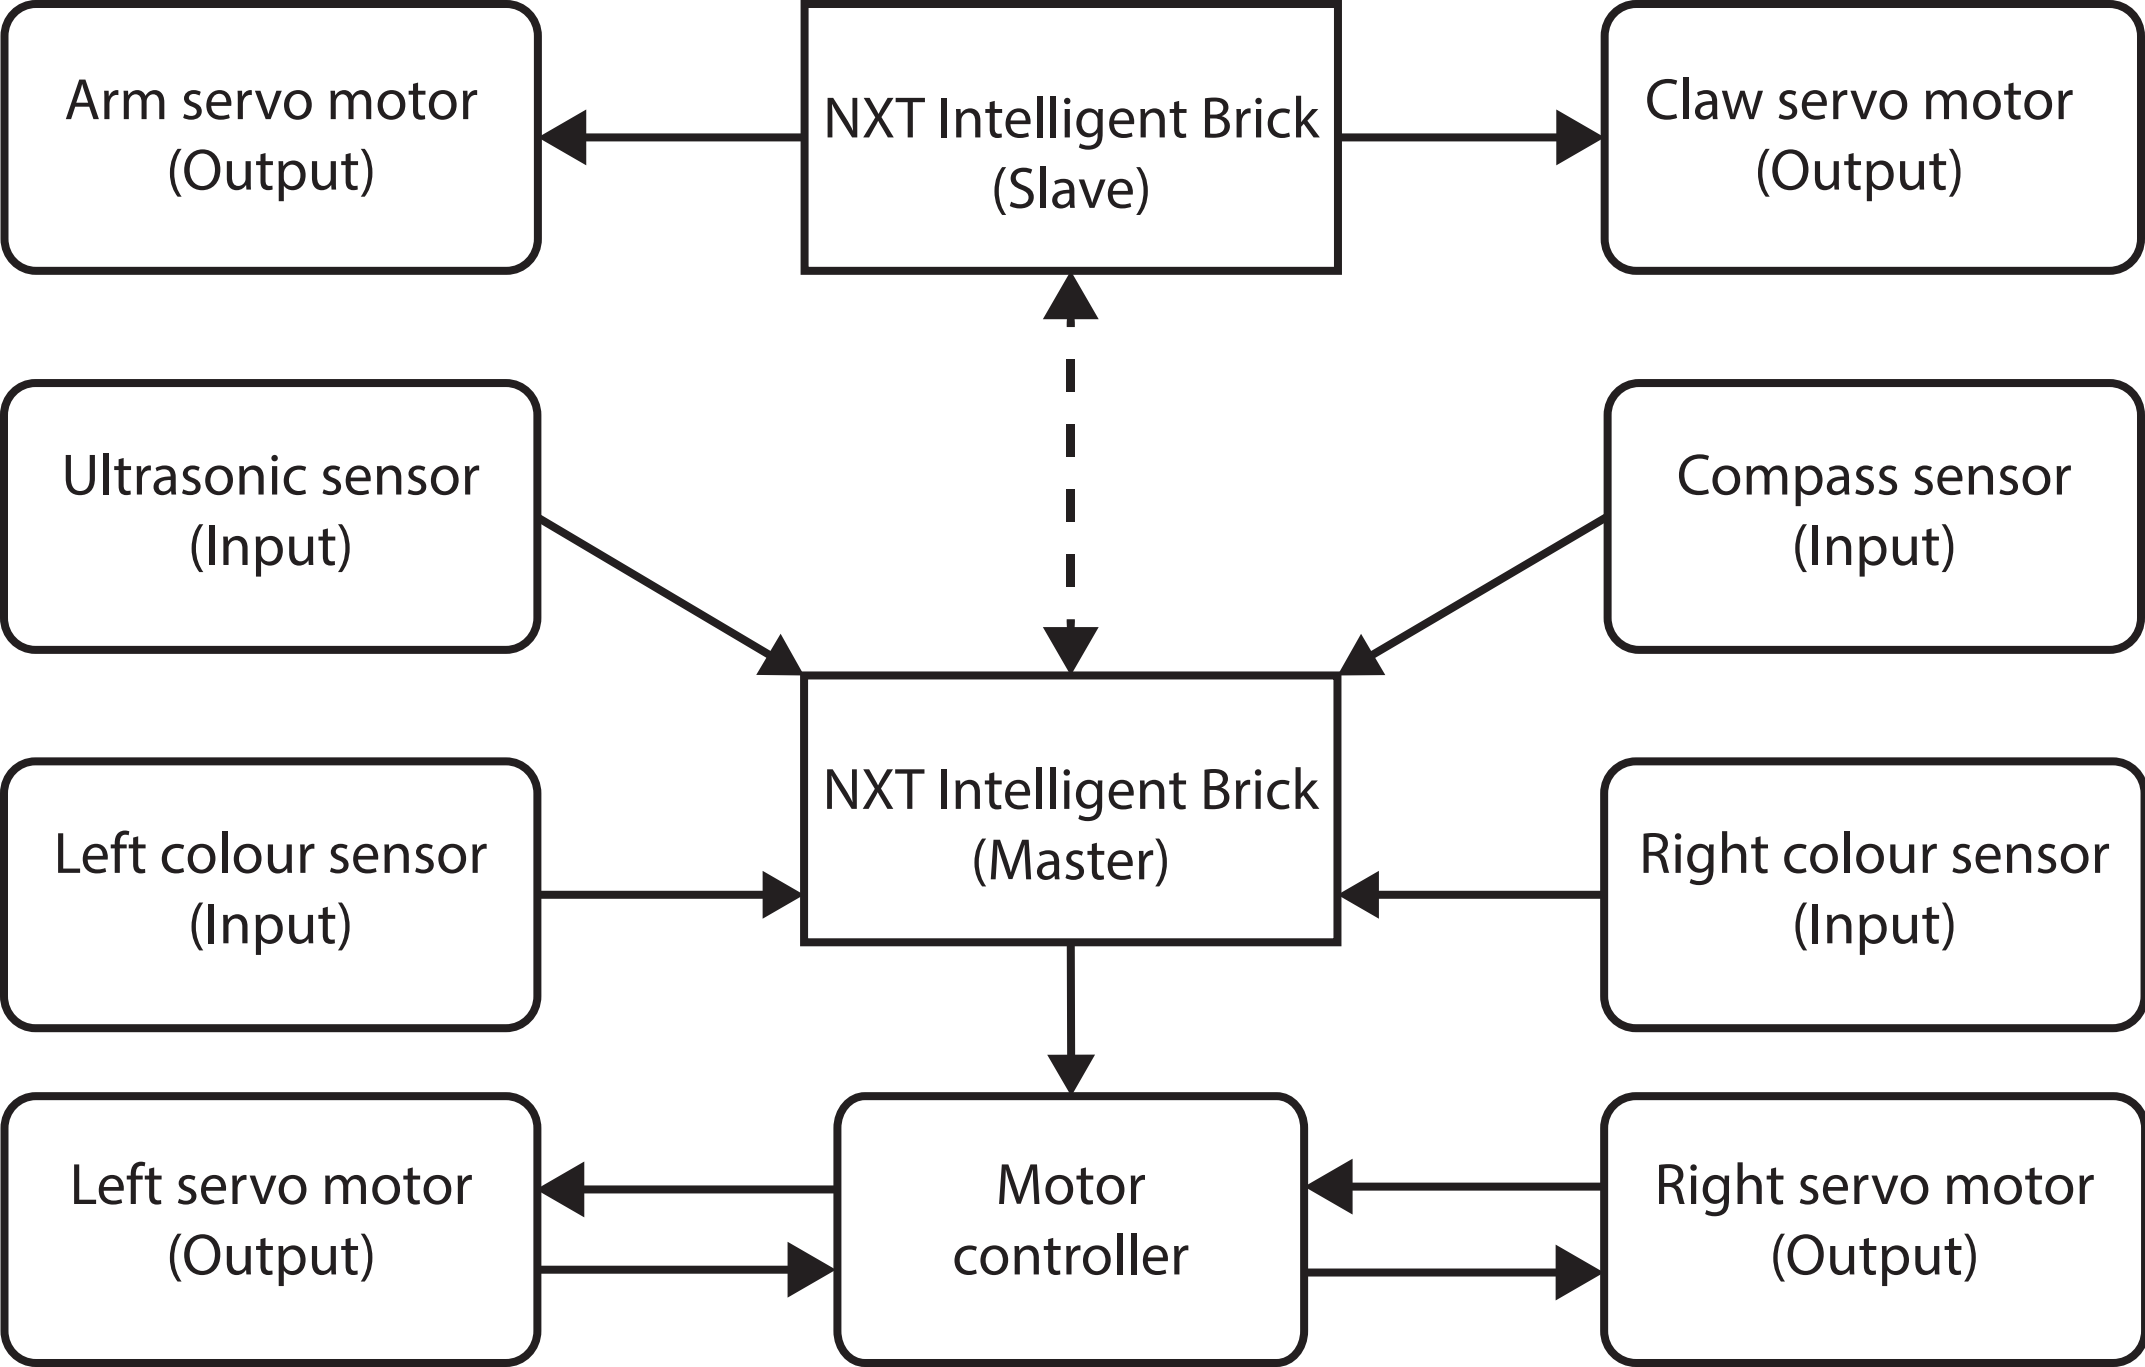 Arm servo motor
(Output)
NXT Intelligent Brick
(Slave)
Claw servo motor
(Output)
Ultrasonic sensor
(Input)
Compass sensor
(Input)
Left colour sensor
(Input)
NXT Intelligent Brick
(Master)
Right colour sensor
(Input)
Left servo motor
(Output)
Motor
controller
Right servo motor
(Output)